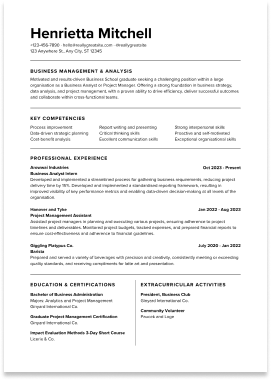 Henrietta Mitchell
+123-456-7890 · hello@reallygreatsite.com · @reallygreatsite
123 Anywhere St., Any City, ST 12345
BUSINESS MANAGEMENT & ANALYSIS
Motivated and results-driven Business School graduate seeking a challenging position within a large
organisation as a Business Analyst or Project Manager. Offering a strong foundation in business strategy,
data analysis, and project management, with a proven ability to drive efficiency, deliver successful outcomes
and collaborate within cross-functional teams.
KEY COMPETENCIES
Process improvement Report writing and presenting Strong interpersonal skills
Data-driven strategic planning Critical thinking skills Proactive and self-motivated
Cost-benefit analysis Excellent communication skills Exceptional organisational skills
PROFESSIONAL EXPERIENCE
Arrowai Industries Oct 2023 - Present
Business Analyst Intern
Developed and implemented a streamlined process for gathering business requirements, reducing project
delivery time by 18%. Developed and implemented a standardised reporting framework, resulting in
improved visibility of key performance metrics and enabling data-driven decision-making at all levels of the
organisation.
Hanover and Tyke Jan 2022 - Aug 2023
Project Management Assistant
Assisted project managers in planning and executing various projects, ensuring adherence to project
timelines and deliverables. Monitored project budgets, tracked expenses, and prepared financial reports to
ensure cost-effectiveness and adherence to financial guidelines.
Giggling Platypus Co. July 2020 - Jan 2022
Barista
Prepared and served a variety of beverages with precision and creativity, consistently meeting or exceeding
quality standards, and receiving compliments for latte art and presentation.
EDUCATION & CERTIFICATIONS
Bachelor of Business Administration
Majors: Analytics and Project Management
Ginyard International Co.
Graduate Project Management Certification
Ginyard International Co.
Impact Evaluation Methods 3-Day Short Course
Liceria & Co.
EXTRACURRICULAR ACTIVITIES
President, Business Club
Ginyard International Co.
Community Volunteer
Paucek and Lage